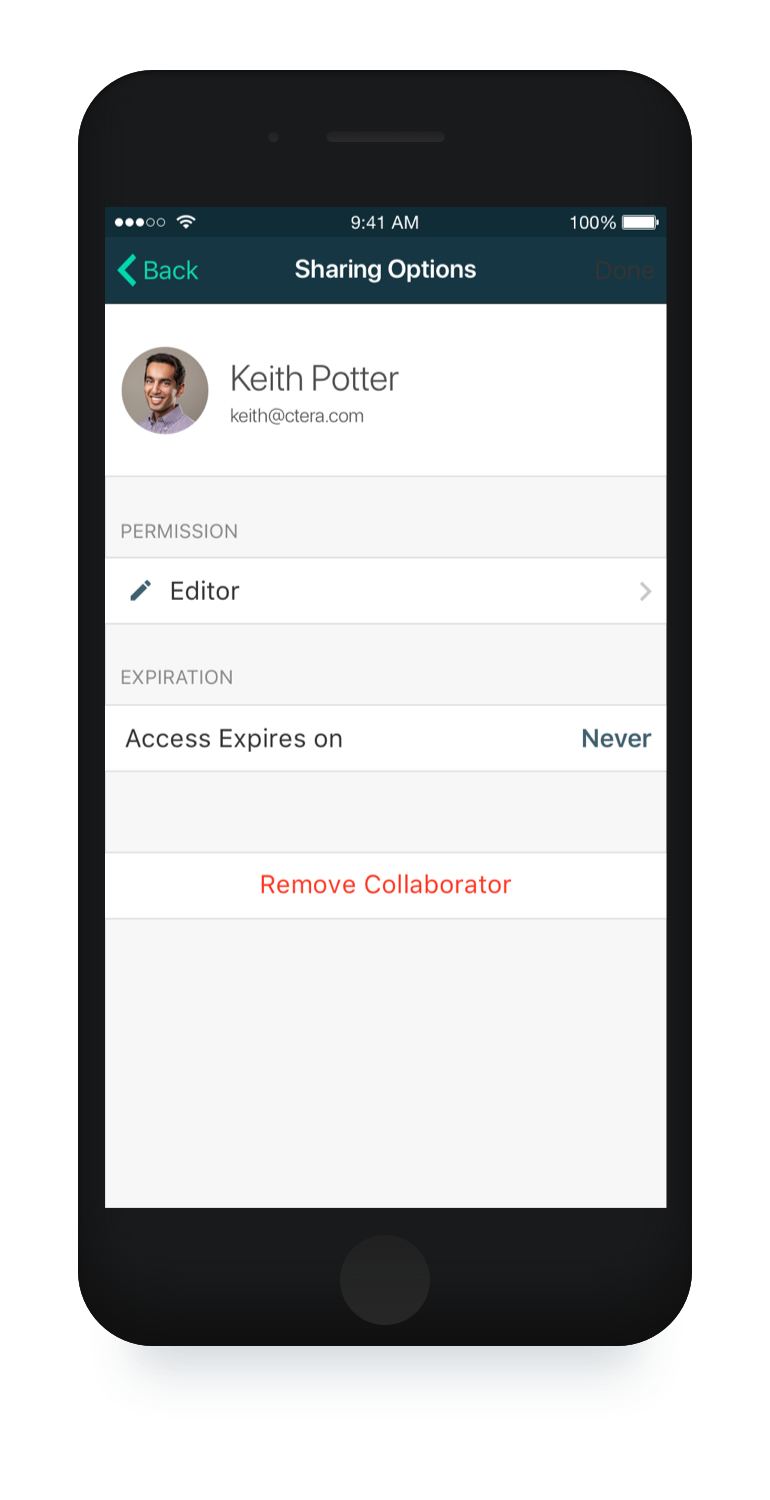 9:41 AM 100%
Back Sharing Options Done
Keith Potter
keith@ctera.com
PERMISSION
Editor
EXPIRATION
Access Expires on Never
Remove Collaborator